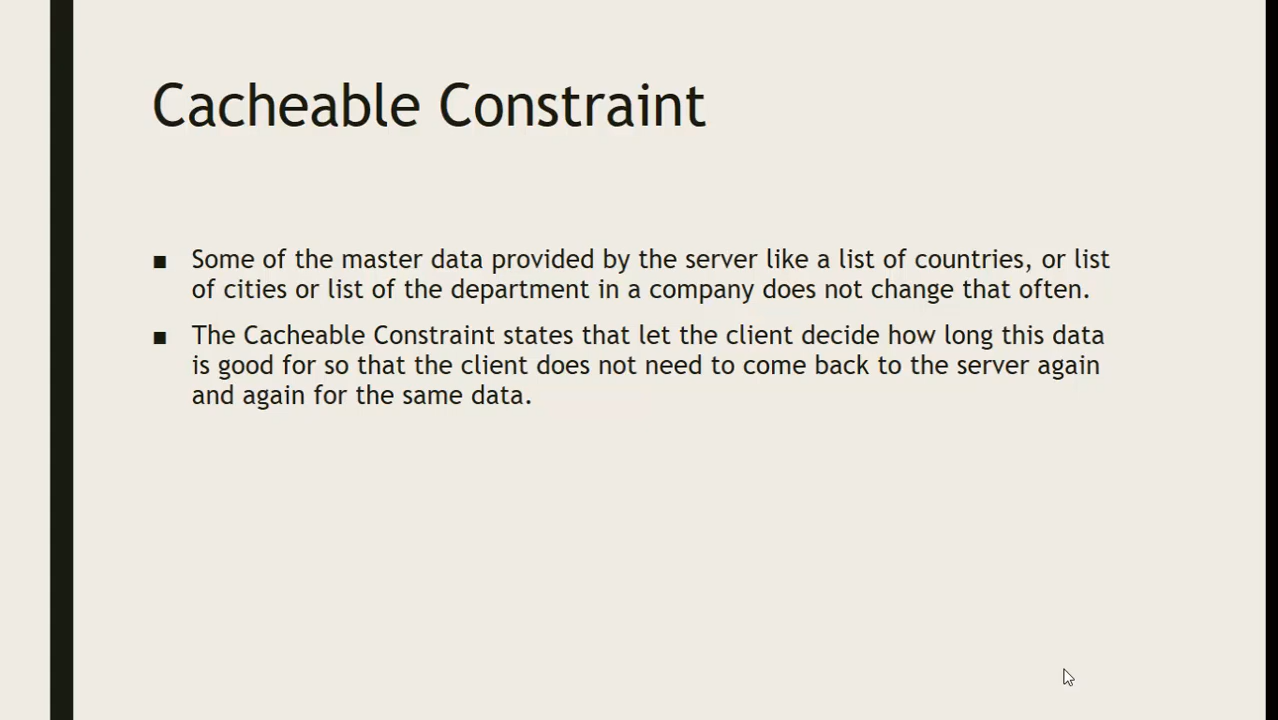 Cacheable Constraint
■ Some of the master data provided by the server like a list of countries, or list
of cities or list of the department in a company does not change that often.
■ The Cacheable Constraint states that let the client decide how long this data
is good for so that the client does not need to come back to the server again
and again for the same data.